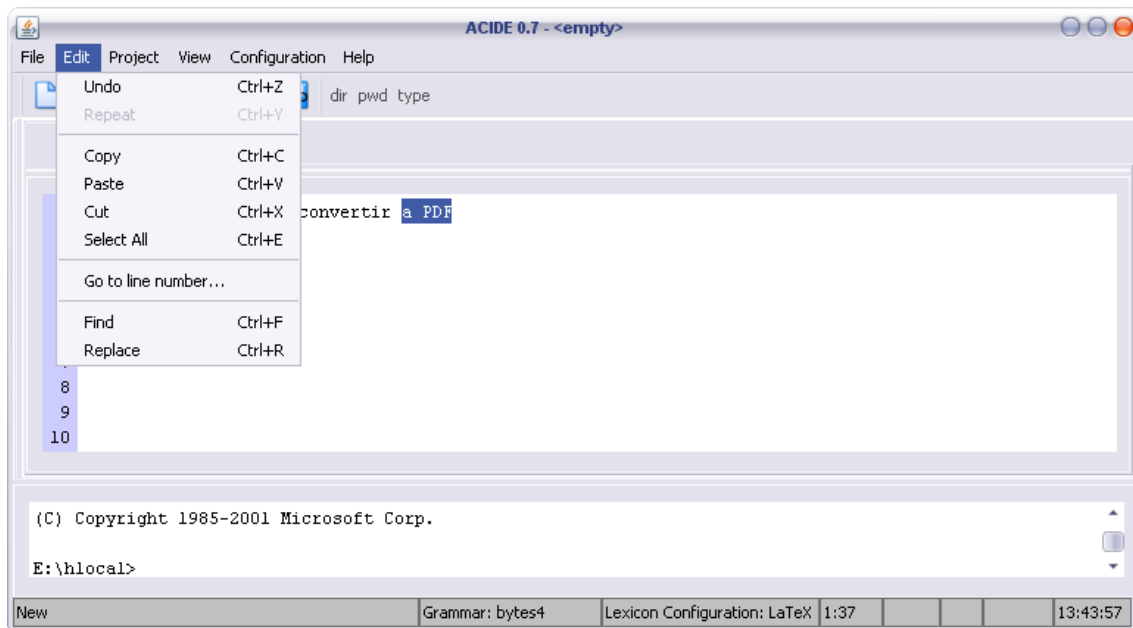 ACIDE 0.7 - <empty>
File Edit Project View Configuration Help
dir pwd type
Undo Ctrl+Z
Repeat Ctrl+Y
Copy Ctrl+C
Paste Ctrl+V
Cut Ctrl+X
convertir a PDF
Select All Ctrl+E
Go to line number...
Find Ctrl+F
Replace Ctrl+R
8
9
10
(C) Copyright 1985-2001 Microsoft Corp.
E:\hlocal>
New Grammar: bytes4 Lexicon Configuration: LaTeX 1:37 13:43:57